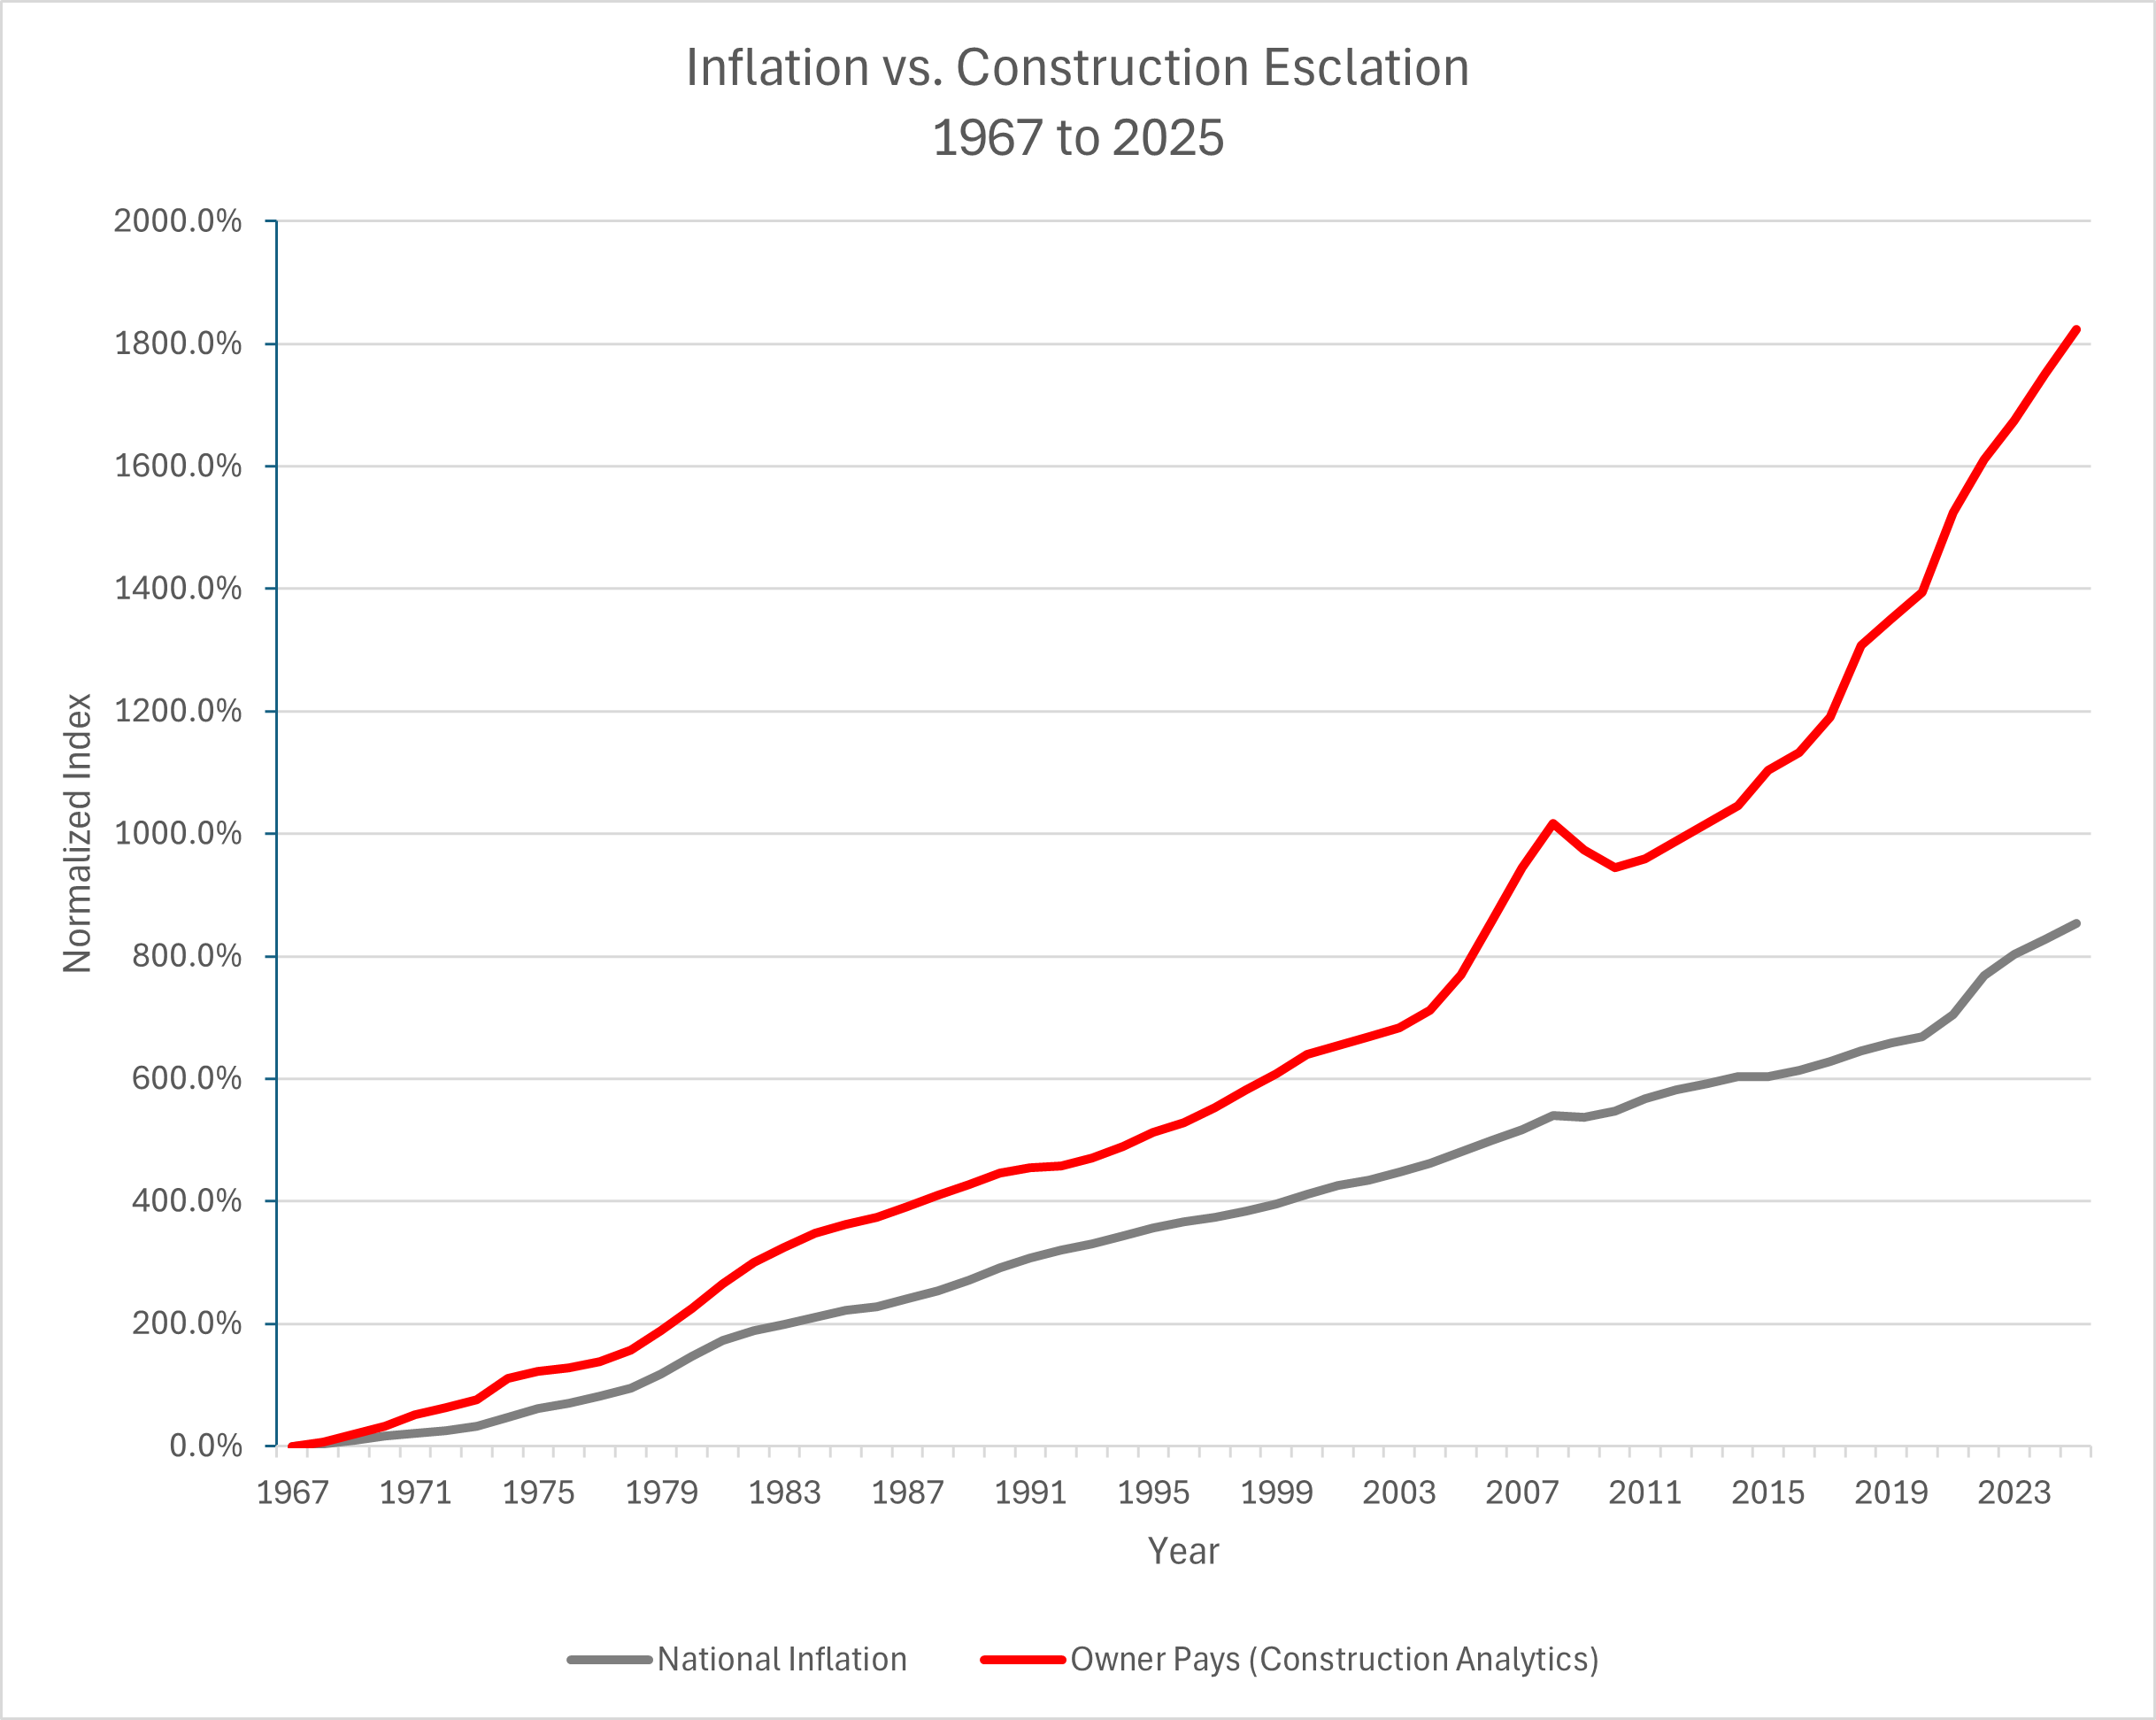 Inflation vs. Construction Esclation
1967 to 2025
2000.0%
1800.0%
1600.0%
1400.0%
1200.0%
1000.0%
800.0%
600.0%
400.0%
200.0%
0.0%
Normalized Index
1967 1971 1975 1979 1983 1987 1991 1995 1999 2003 2007 2011 2015 2019 2023
Year
National Inflation Owner Pays (Construction Analytics)